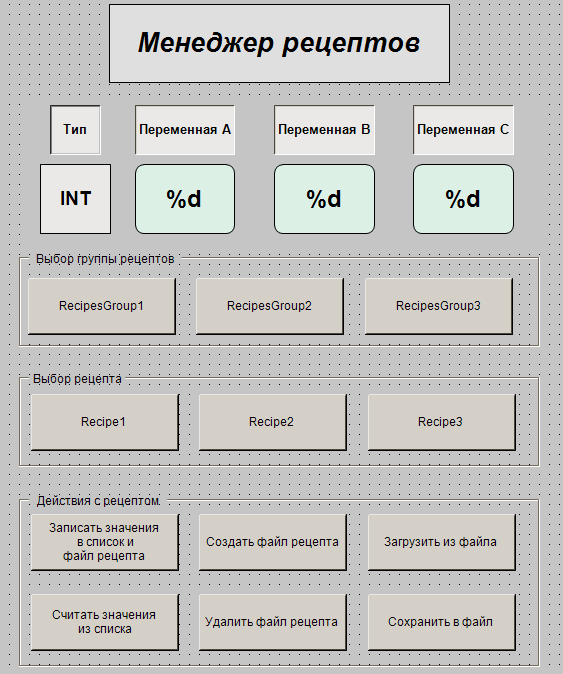 Менеджер рецептов
Тип Переменная A Переменная B Переменная C
INT %d %d %d
Выбор группы рецептов
RecipesGroup1 RecipesGroup2 RecipesGroup3
Выбор рецепта
Recipe1 Recipe2 Recipe3
Действия с рецептом
Записать значения
в список и
файл рецепта
Создать файл рецепта
Загрузить из файла
Считать значения
из списка
Удалить файл рецепта
Сохранить в файл